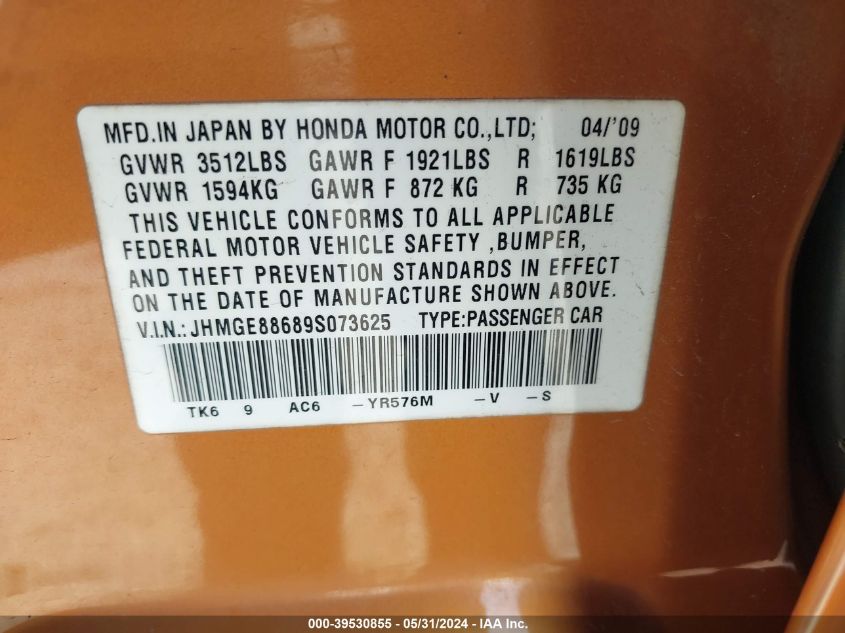 MFD.IN JAPAN BY HONDA MOTOR CO.,LTD; 04/'09
GVWR 3512LBS GAWR F 1921LBS R 1619LBS
GVWR 1594KG GAWR F 872 KG R 735 KG
THIS VEHICLE CONFORMS TO ALL APPLICABLE
FEDERAL MOTOR VEHICLE SAFETY ,BUMPER,
AND THEFT PREVENTION STANDARDS IN EFFECT
ON THE DATE OF MANUFACTURE SHOWN ABOVE.
V.I.N.:JHMGE88689S073625 TYPE:PASSENGER CAR
TK6 9 AC6 -YR576M -V -S
000-39530855 - 05/31/2024 - IAA Inc.